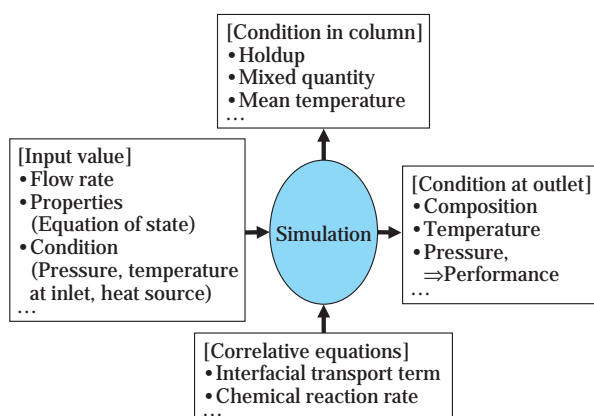 [Condition in column]
•Holdup
•Mixed quantity
•Mean temperature
…
[Input value]
•Flow rate
•Properties
(Equation of state)
•Condition
(Pressure, temperature
at inlet, heat source)
…
Simulation
[Condition at outlet]
•Composition
•Temperature
•Pressure,
⇒Performance
…
[Correlative equations]
•Interfacial transport term
•Chemical reaction rate
…